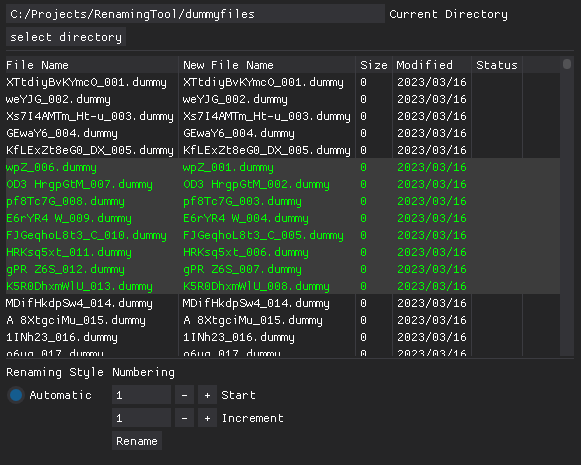 C:/Projects/RenamingTool/dummyfiles Current Directory
select directory
File Name New File Name Size Modified Status
XTtdiyBvKYmcO_001.dummy XTtdiyBvKYmcO_001.dummy 0 2023/03/16
weYJG_002.dummy weYJG_002.dummy 0 2023/03/16
Xs7I4AMTm_Ht-u_003.dummy Xs7I4AMTm_Ht-u_003.dummy 0 2023/03/16
GEwaY6_004.dummy GEwaY6_004.dummy 0 2023/03/16
KfLExZt8eG0_DX_005.dummy KfLExZt8eG0_DX_005.dummy 0 2023/03/16
wpZ_006.dummy wpZ_001.dummy 0 2023/03/16
OD3 HrgpGtM_007.dummy OD3 HrgpGtM_002.dummy 0 2023/03/16
pf8Tc7G_008.dummy pf8Tc7G_003.dummy 0 2023/03/16
E6rYR4 W_009.dummy E6rYR4 W_004.dummy 0 2023/03/16
FJGeqhoL8t3_C_010.dummy FJGeqhoL8t3_C_005.dummy 0 2023/03/16
HRKsq5xt_011.dummy HRKsq5xt_006.dummy 0 2023/03/16
gPR Z6S_012.dummy gPR Z6S_007.dummy 0 2023/03/16
K5R0DhxmWlU_013.dummy K5R0DhxmWlU_008.dummy 0 2023/03/16
MDifHkdpSw4_014.dummy MDifHkdpSw4_014.dummy 0 2023/03/16
A 8XtgciMu_015.dummy A 8XtgciMu_015.dummy 0 2023/03/16
1INh23_016.dummy 1INh23_016.dummy 0 2023/03/16
o6uq_017.dummy o6uq_017.dummy 0 2023/03/16
Renaming Style Numbering
Automatic 1 - + Start
1 - + Increment
Rename